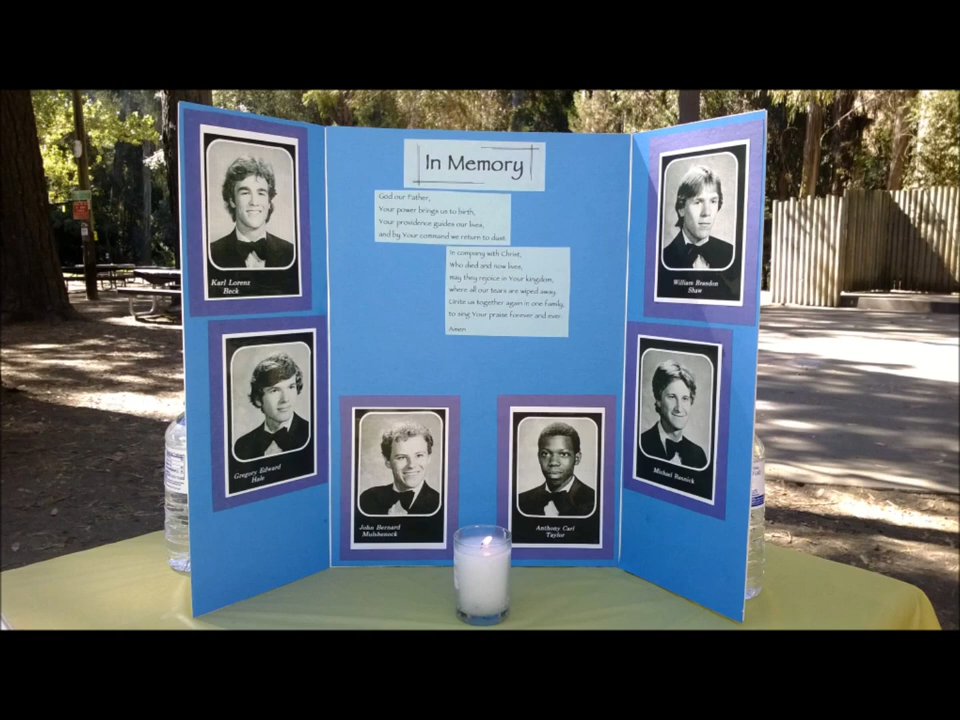 In Memory
God our Father,
Your power brings us to birth,
Your providence guides our lives,
and by Your command we return to dust.
In company with Christ,
Who died and now lives,
may they rejoice in Your kingdom,
where all our tears are wiped away.
Unite us together again in one family,
to sing Your praise forever and ever.
Amen
Karl Lorenz
Beck
William Brandon
Shaw
Gregory Edward
Hale
Michael Resnick
John Bernard
Mulshenock
Anthony Carl
Taylor